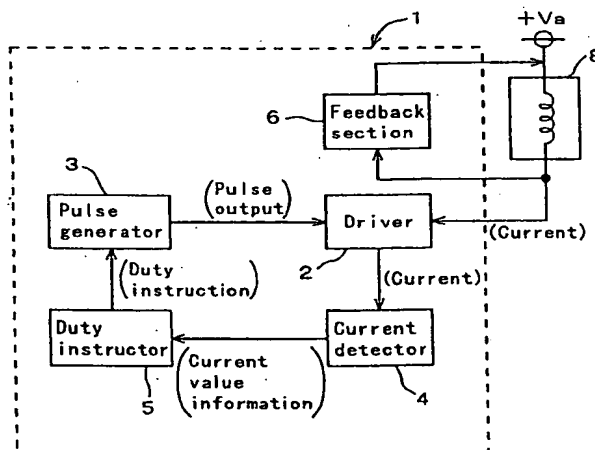 1
+Va
8
6
Feedback
section
3
Pulse
generator
(Pulse
output)
Driver
2
(Current)
(Current)
(Duty
instruction)
Duty
instructor
5
(Current
value
information)
Current
detector
4